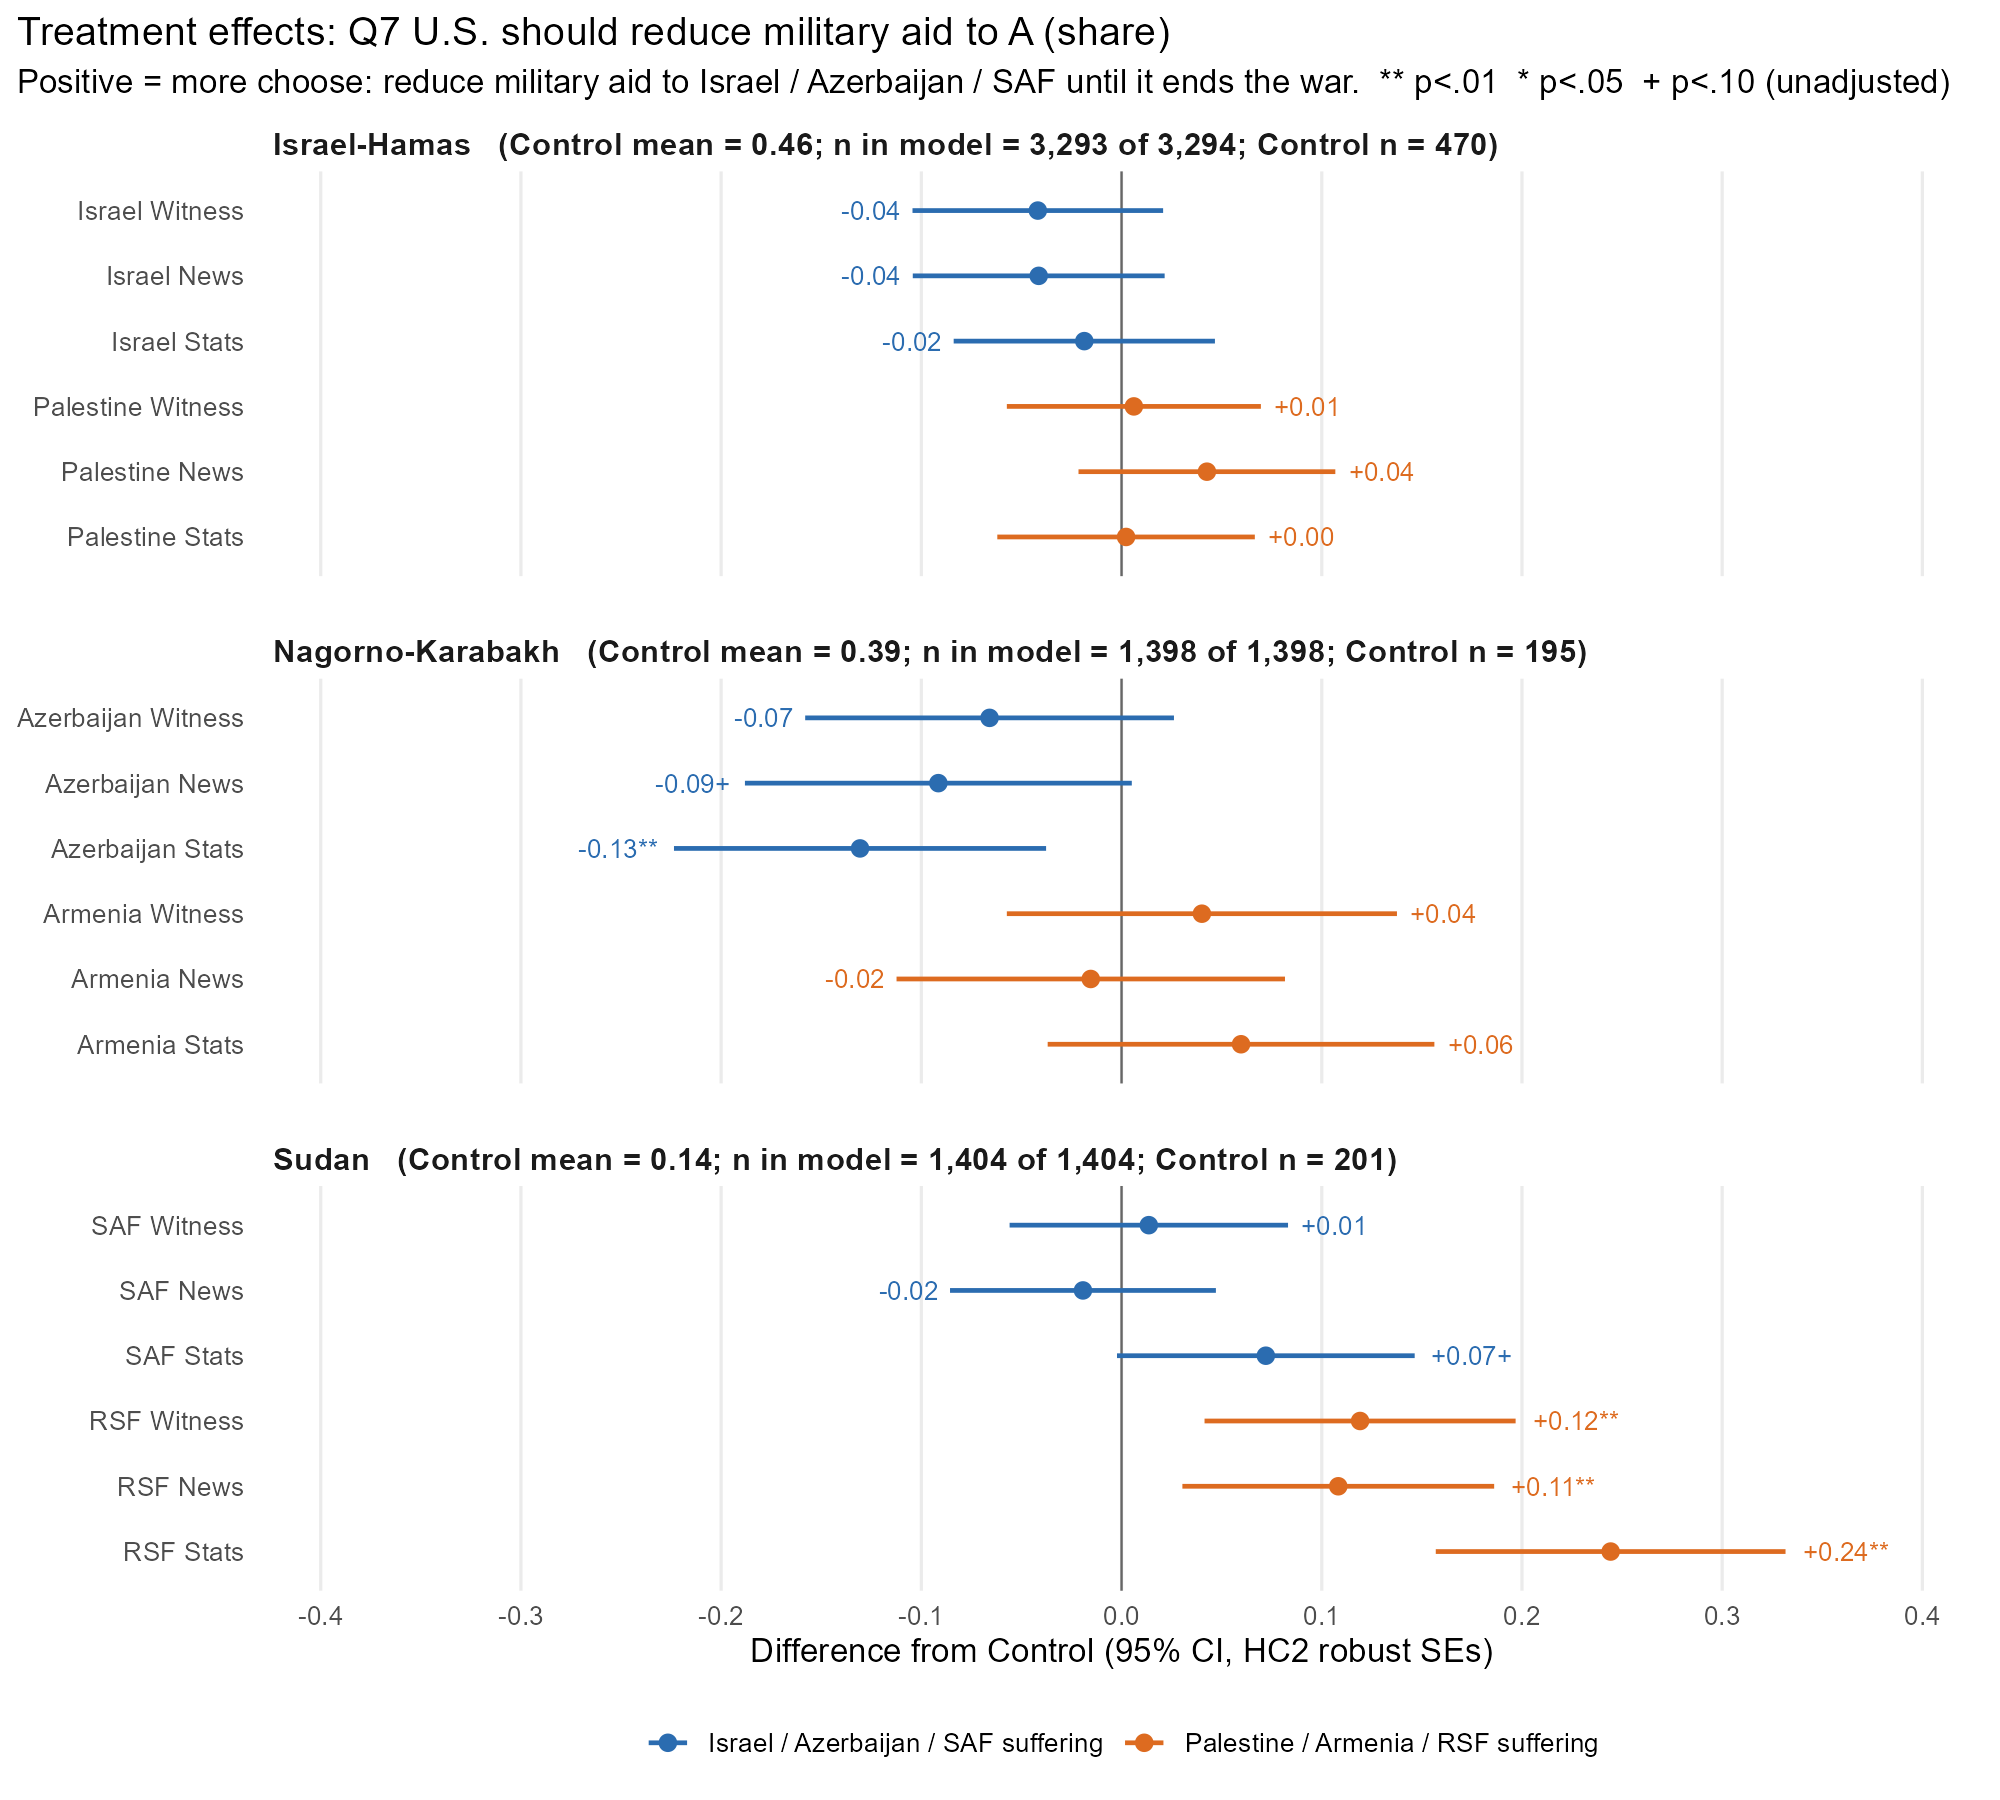 Treatment effects: Q7 U.S. should reduce military aid to A (share)
Positive = more choose: reduce military aid to Israel / Azerbaijan / SAF until it ends the war.  ** p<.01  * p<.05  + p<.10 (unadjusted)
Israel-Hamas   (Control mean = 0.46; n in model = 3,293 of 3,294; Control n = 470)
Israel Witness -0.04
Israel News -0.04
Israel Stats -0.02
Palestine Witness +0.01
Palestine News +0.04
Palestine Stats +0.00
Nagorno-Karabakh   (Control mean = 0.39; n in model = 1,398 of 1,398; Control n = 195)
Azerbaijan Witness -0.07
Azerbaijan News -0.09+
Azerbaijan Stats -0.13**
Armenia Witness +0.04
Armenia News -0.02
Armenia Stats +0.06
Sudan   (Control mean = 0.14; n in model = 1,404 of 1,404; Control n = 201)
SAF Witness +0.01
SAF News -0.02
SAF Stats +0.07+
RSF Witness +0.12**
RSF News +0.11**
RSF Stats +0.24**
-0.4 -0.3 -0.2 -0.1 0.0 0.1 0.2 0.3 0.4
Difference from Control (95% CI, HC2 robust SEs)
Israel / Azerbaijan / SAF suffering Palestine / Armenia / RSF suffering